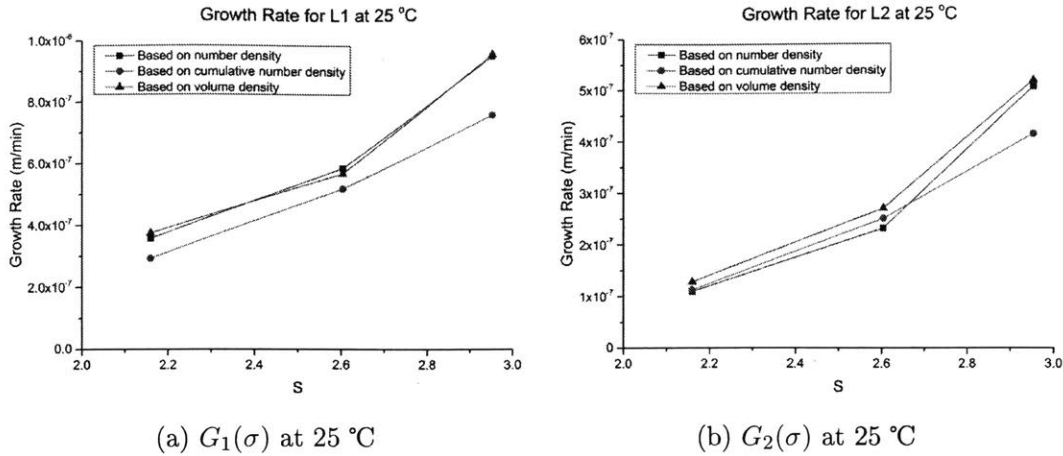 Growth Rate for L1 at 25 °C
1.0x10⁻⁶
8.0x10⁻⁷
6.0x10⁻⁷
4.0x10⁻⁷
2.0x10⁻⁷
0.0
Growth Rate (m/min)
Based on number density
Based on cumulative number density
Based on volume density
2.0 2.2 2.4 2.6 2.8 3.0
S
(a) G₁(σ) at 25 ℃
Growth Rate for L2 at 25 °C
6x10⁻⁷
5x10⁻⁷
4x10⁻⁷
3x10⁻⁷
2x10⁻⁷
1x10⁻⁷
0
Growth Rate (m/min)
Based on number density
Based on cumulative number density
Based on volume density
2.0 2.2 2.4 2.6 2.8 3.0
S
(b) G₂(σ) at 25 ℃